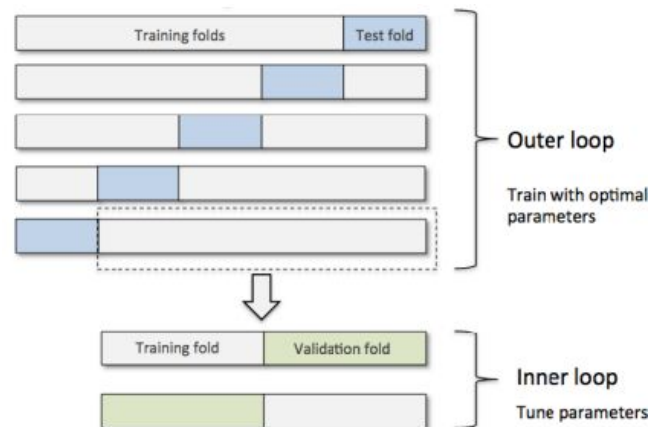 Training folds
Test fold
Outer loop
Train with optimal
parameters
Training fold
Validation fold
Inner loop
Tune parameters